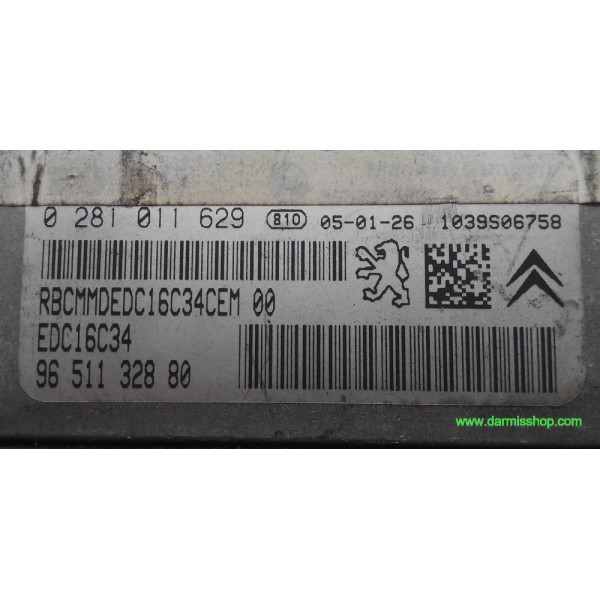 0 281 011 629 810 05-01-26 1039S06758
RBCMMDEDC16C34CEM 00
EDC16C34
96 511 328 80
www.darmisshop.com